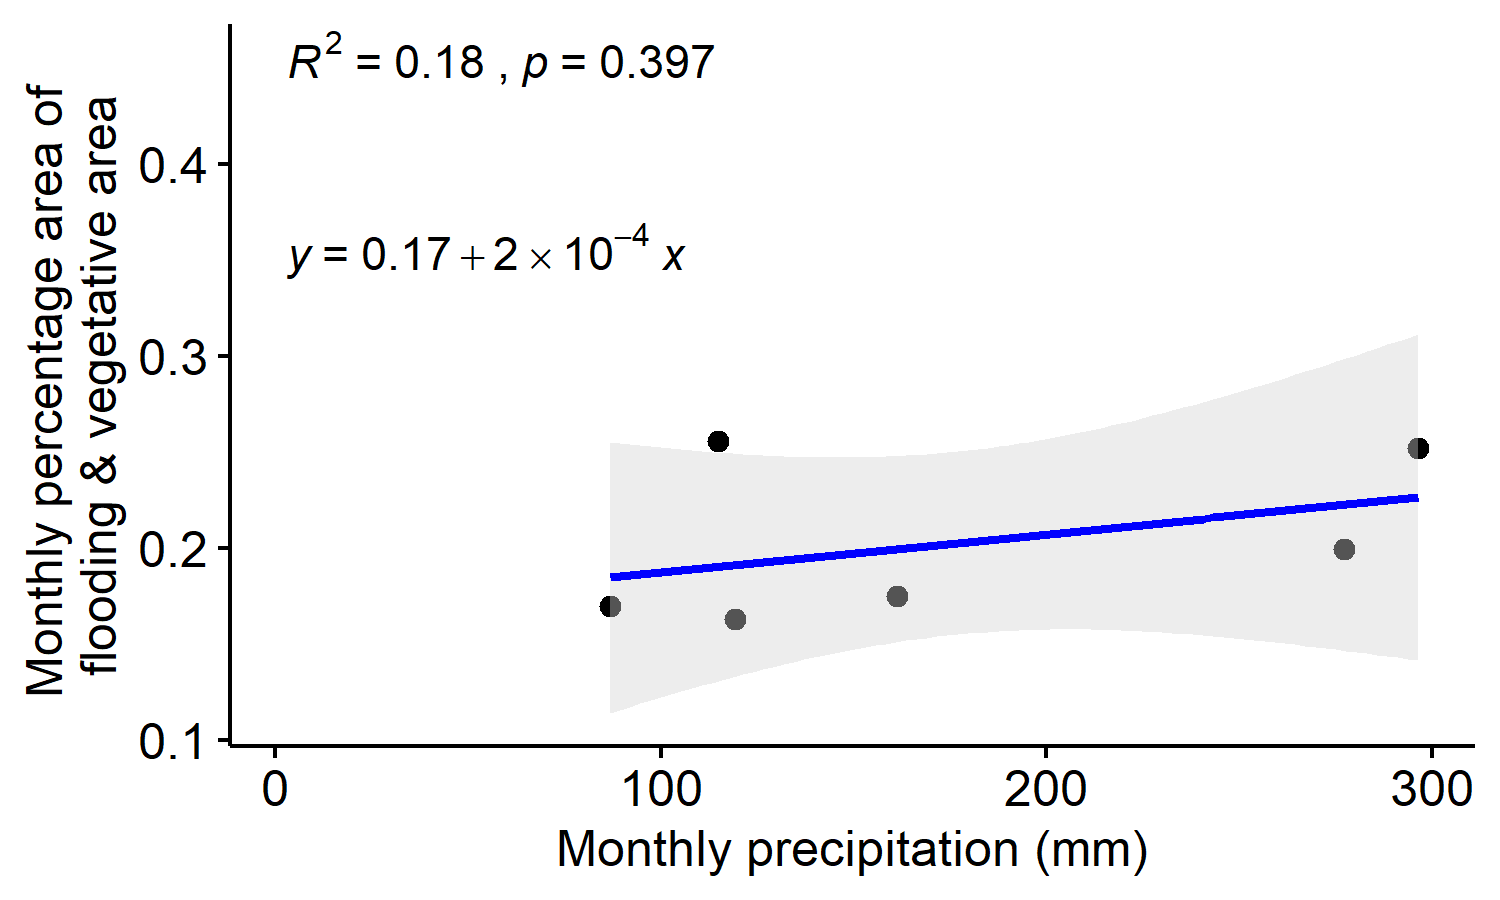 R² = 0.18 , p = 0.397
y = 0.17 + 2 × 10⁻⁴ x
Monthly percentage area of
flooding & vegetative area
0.4
0.3
0.2
0.1
0 100 200 300
Monthly precipitation (mm)